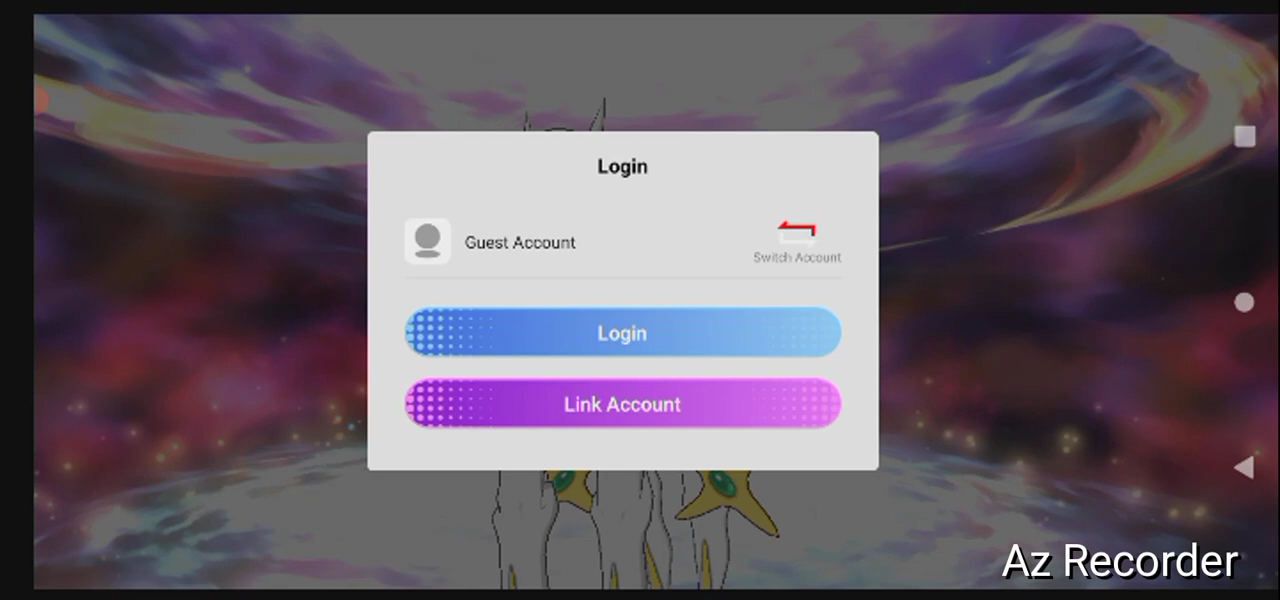 Login
Guest Account
Switch Account
Login
Link Account
Az Recorder